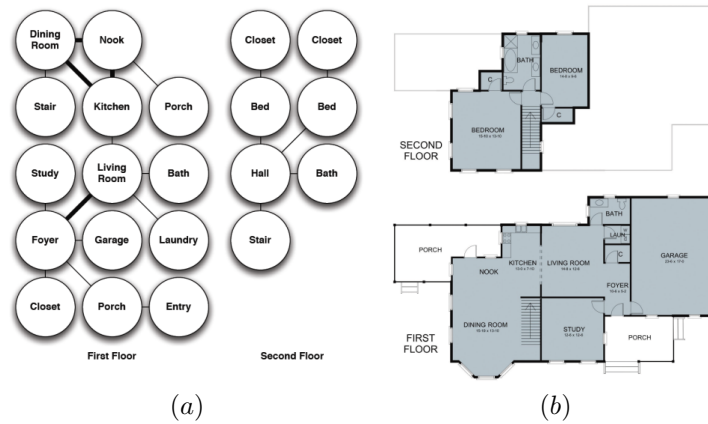 Dining
Room
Nook
Closet
Closet
Stair
Kitchen
Porch
Bed
Bed
Study
Living
Room
Bath
Hall
Bath
Foyer
Garage
Laundry
Stair
Closet
Porch
Entry
First Floor
Second Floor
(a)
BATH
BEDROOM
C
BEDROOM
C
SECOND
FLOOR
BATH
LAUN.
PORCH
KITCHEN
LIVING ROOM
C
GARAGE
NOOK
FOYER
DINING ROOM
STUDY
PORCH
FIRST
FLOOR
(b)